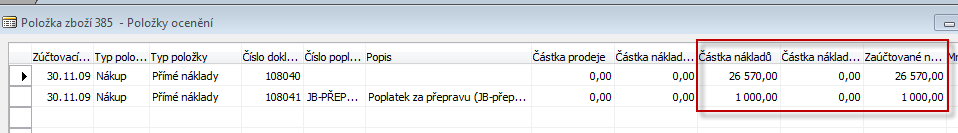 Položka zboží 385 - Položky ocenění
Zúčtovací... Typ polo... Typ položky Číslo dokl... Číslo popl... Popis Částka prodeje Částka náklad... Částka nákladů Částka náklad... Zaúčtované n... Mn
30.11.09 Nákup Přímé náklady 108040 0,00 0,00 26 570,00 0,00 26 570,00
30.11.09 Nákup Přímé náklady 108041 JB-PŘEP... Poplatek za přepravu (JB-přep... 0,00 0,00 1 000,00 0,00 1 000,00